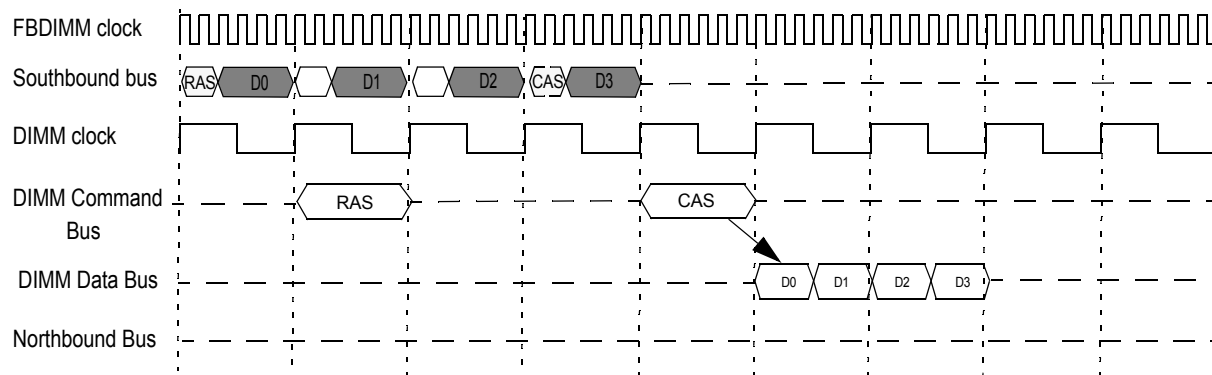 FBDIMM clock
Southbound bus
RAS D0 D1 D2 CAS D3
DIMM clock
DIMM Command
Bus
RAS CAS
DIMM Data Bus
D0 D1 D2 D3
Northbound Bus